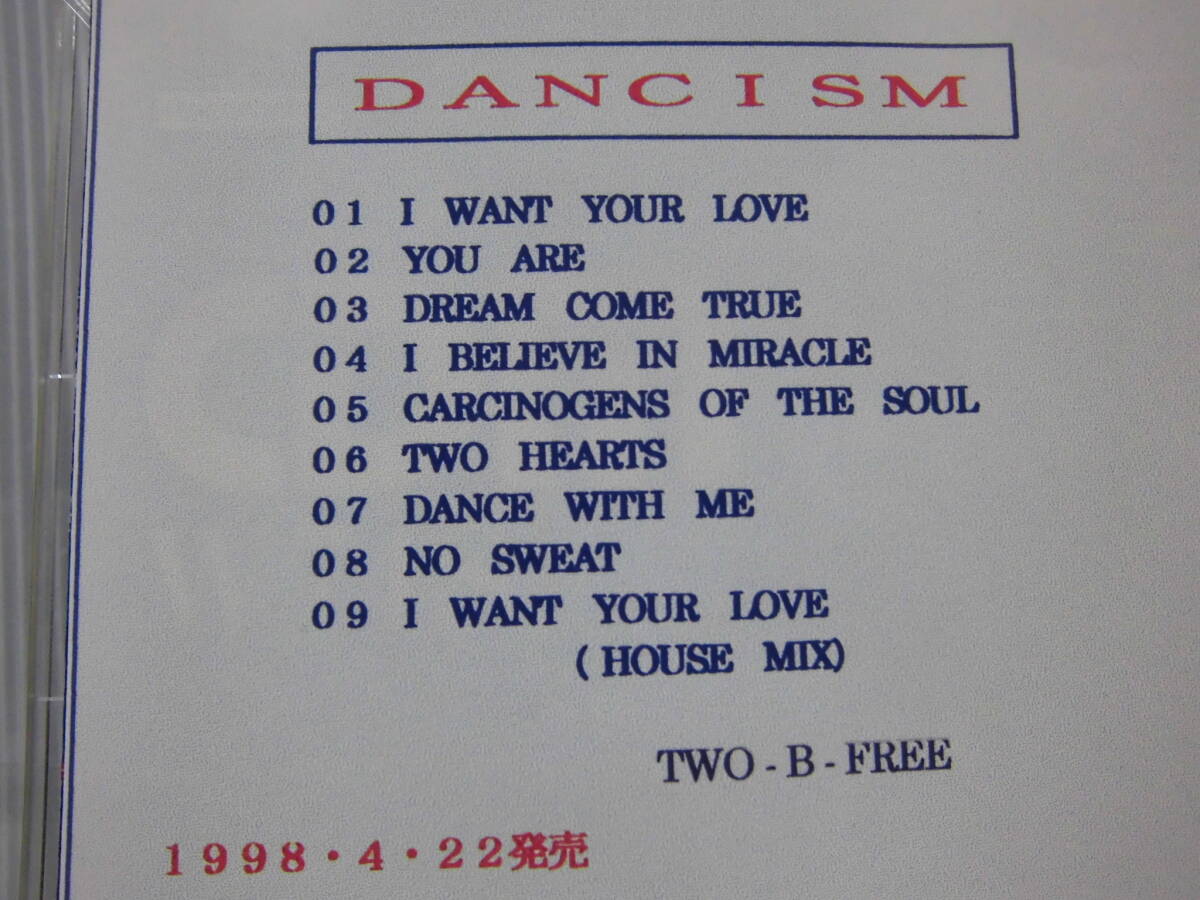 DANCISM
01 I WANT YOUR LOVE
02 YOU ARE
03 DREAM COME TRUE
04 I BELIEVE IN MIRACLE
05 CARCINOGENS OF THE SOUL
06 TWO HEARTS
07 DANCE WITH ME
08 NO SWEAT
09 I WANT YOUR LOVE
(HOUSE MIX)
TWO-B-FREE
1998・4・22発売